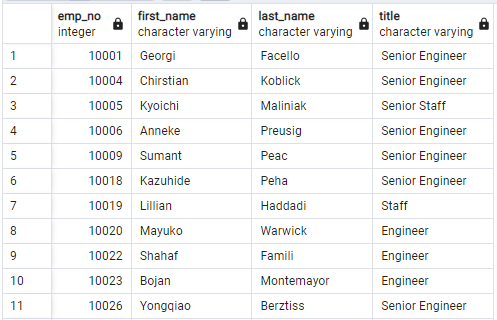 emp_no first_name last_name title
integer character varying character varying character varying
1 10001 Georgi Facello Senior Engineer
2 10004 Chirstian Koblick Senior Engineer
3 10005 Kyoichi Maliniak Senior Staff
4 10006 Anneke Preusig Senior Engineer
5 10009 Sumant Peac Senior Engineer
6 10018 Kazuhide Peha Senior Engineer
7 10019 Lillian Haddadi Staff
8 10020 Mayuko Warwick Engineer
9 10022 Shahaf Famili Engineer
10 10023 Bojan Montemayor Engineer
11 10026 Yongqiao Berztiss Senior Engineer